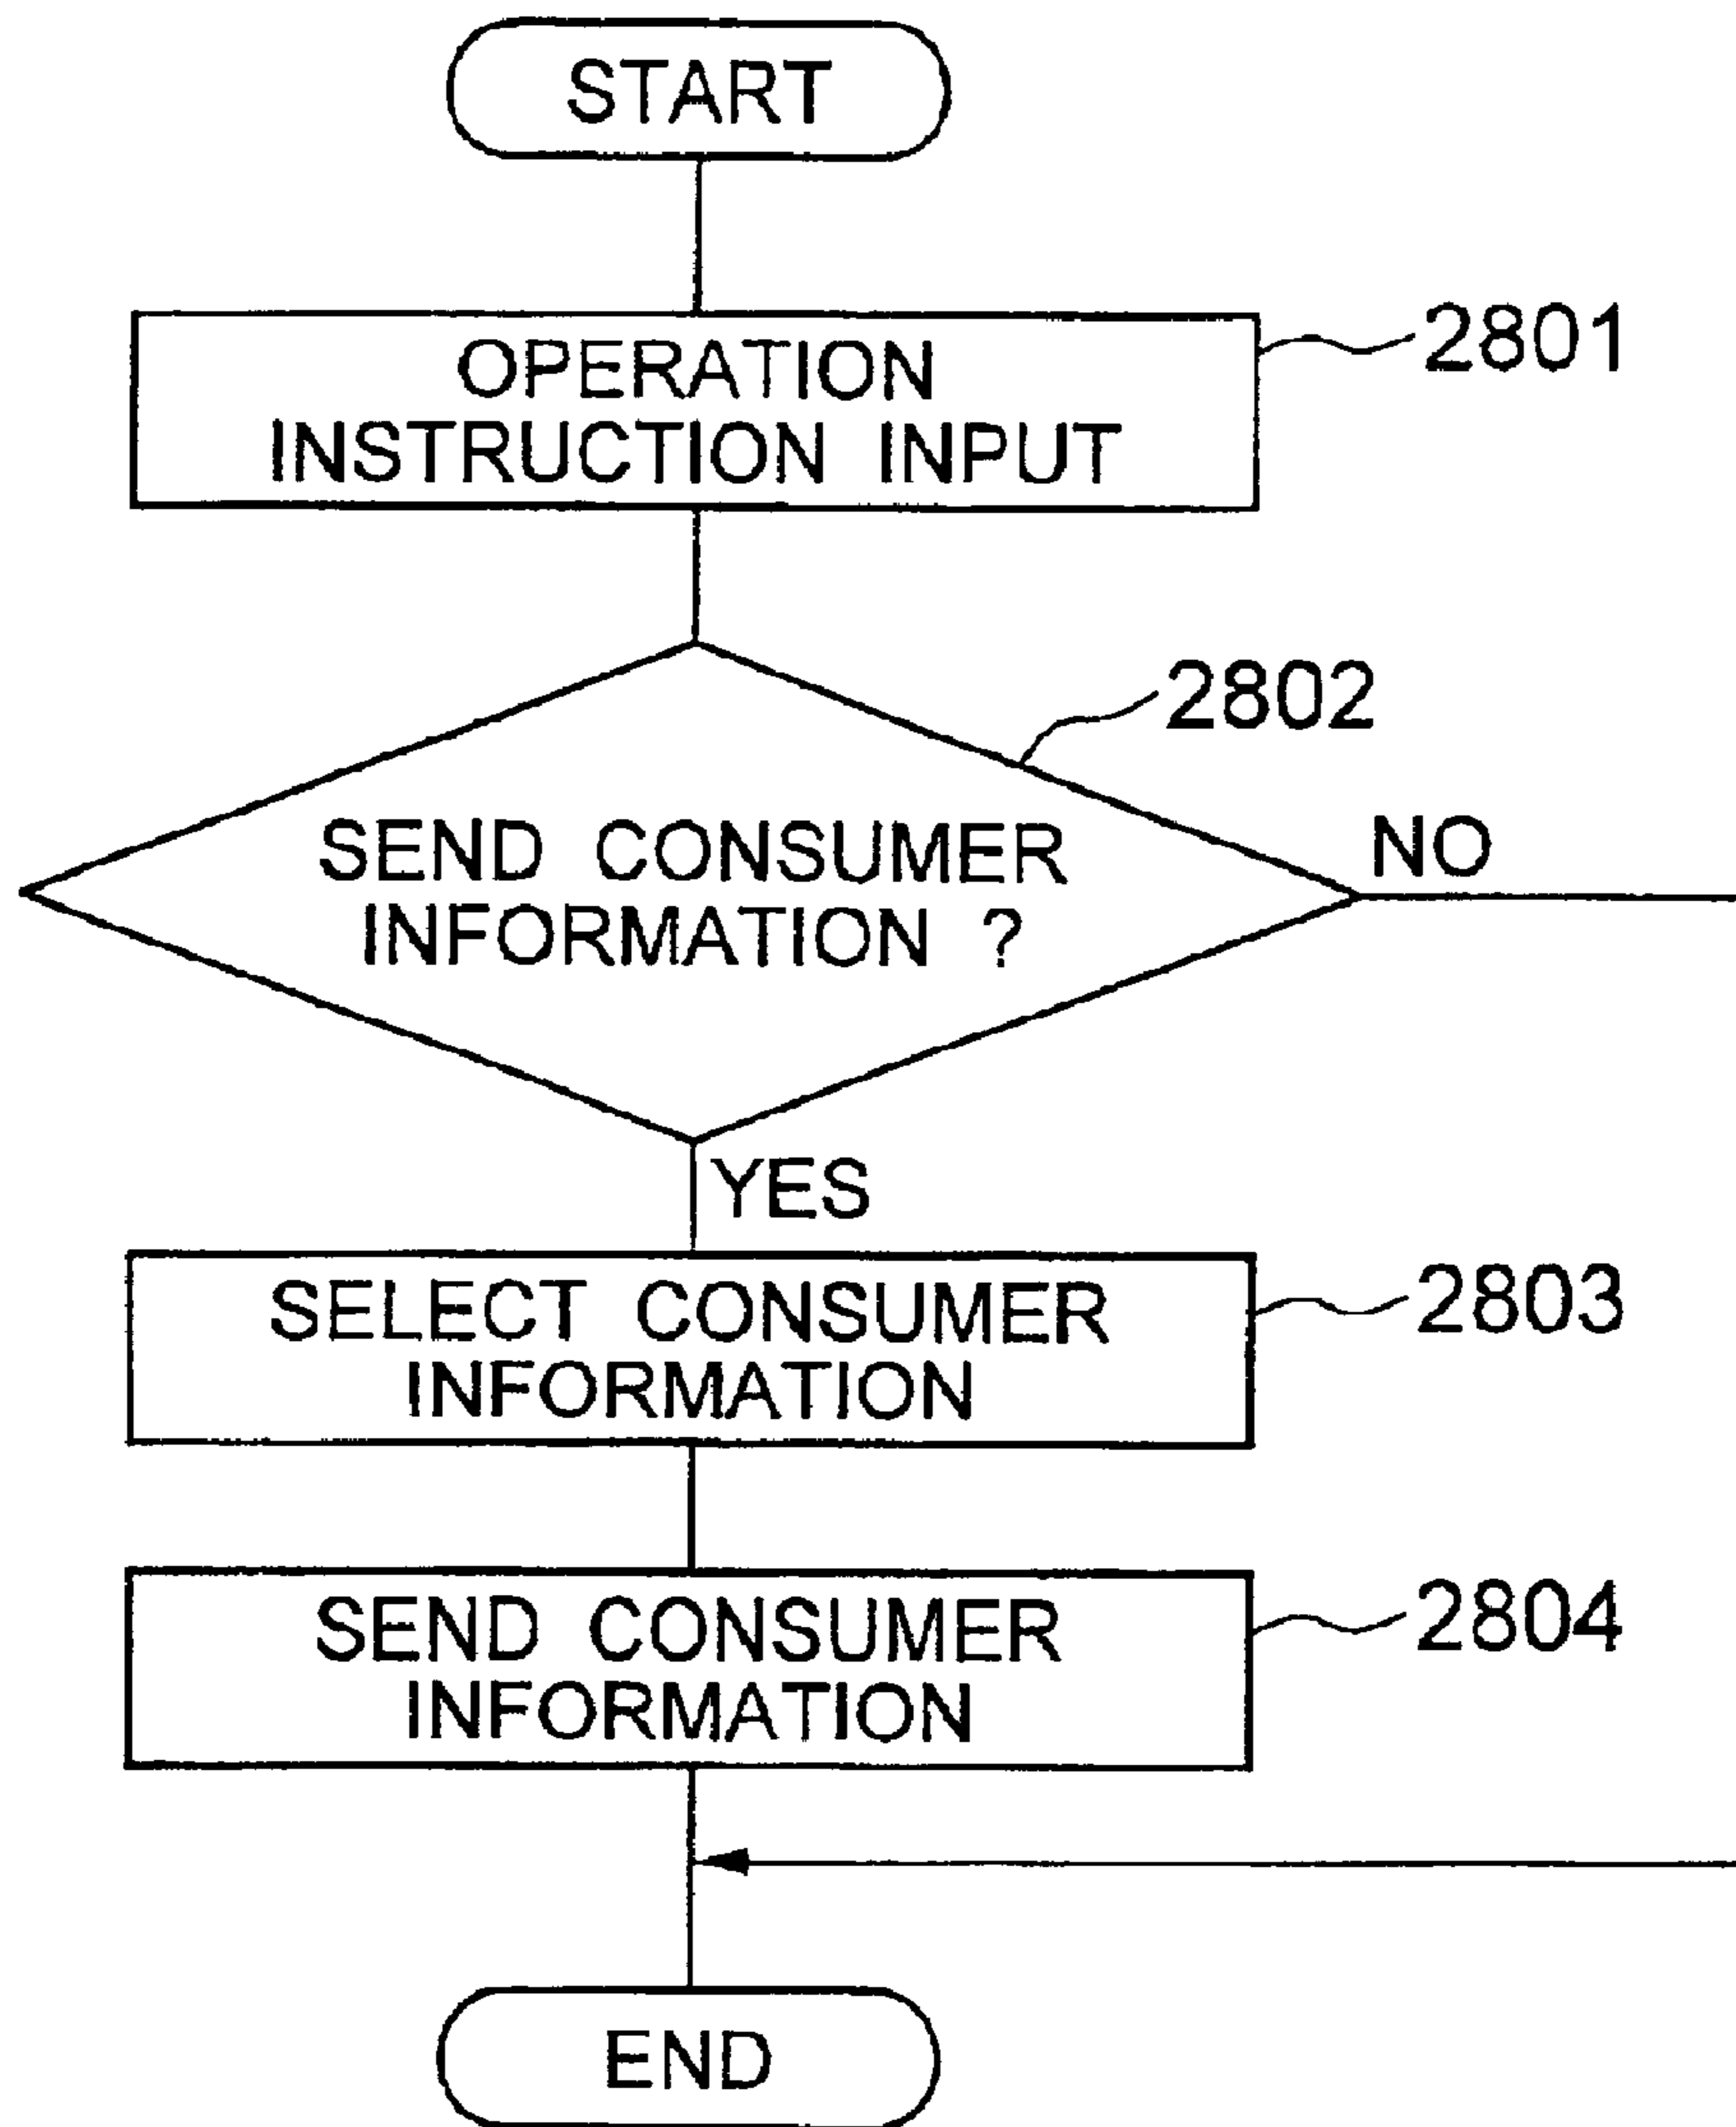 START
OPERATION
INSTRUCTION INPUT
2801
2802
SEND CONSUMER
INFORMATION ?
NO
YES
SELECT CONSUMER
INFORMATION
2803
SEND CONSUMER
INFORMATION
2804
END